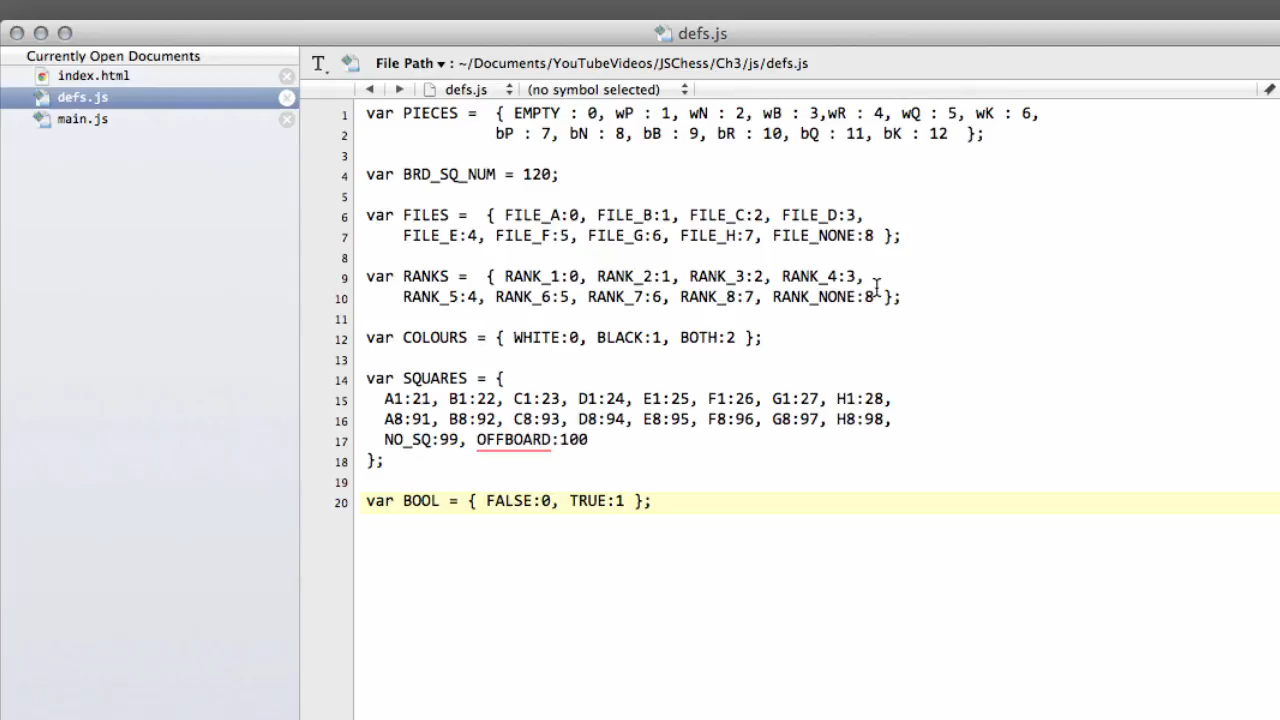 defs.js
Currently Open Documents
index.html
defs.js
main.js
File Path ▾ : ~/Documents/YouTubeVideos/JSChess/Ch3/js/defs.js
defs.js (no symbol selected)
1 var PIECES =  { EMPTY : 0, wP : 1, wN : 2, wB : 3,wR : 4, wQ : 5, wK : 6,
2 bP : 7, bN : 8, bB : 9, bR : 10, bQ : 11, bK : 12  };
3
4 var BRD_SQ_NUM = 120;
5
6 var FILES =  { FILE_A:0, FILE_B:1, FILE_C:2, FILE_D:3,
7 FILE_E:4, FILE_F:5, FILE_G:6, FILE_H:7, FILE_NONE:8 };
8
9 var RANKS =  { RANK_1:0, RANK_2:1, RANK_3:2, RANK_4:3,
10 RANK_5:4, RANK_6:5, RANK_7:6, RANK_8:7, RANK_NONE:8 };
11
12 var COLOURS = { WHITE:0, BLACK:1, BOTH:2 };
13
14 var SQUARES = {
15 A1:21, B1:22, C1:23, D1:24, E1:25, F1:26, G1:27, H1:28,
16 A8:91, B8:92, C8:93, D8:94, E8:95, F8:96, G8:97, H8:98,
17 NO_SQ:99, OFFBOARD:100
18 };
19
20 var BOOL = { FALSE:0, TRUE:1 };